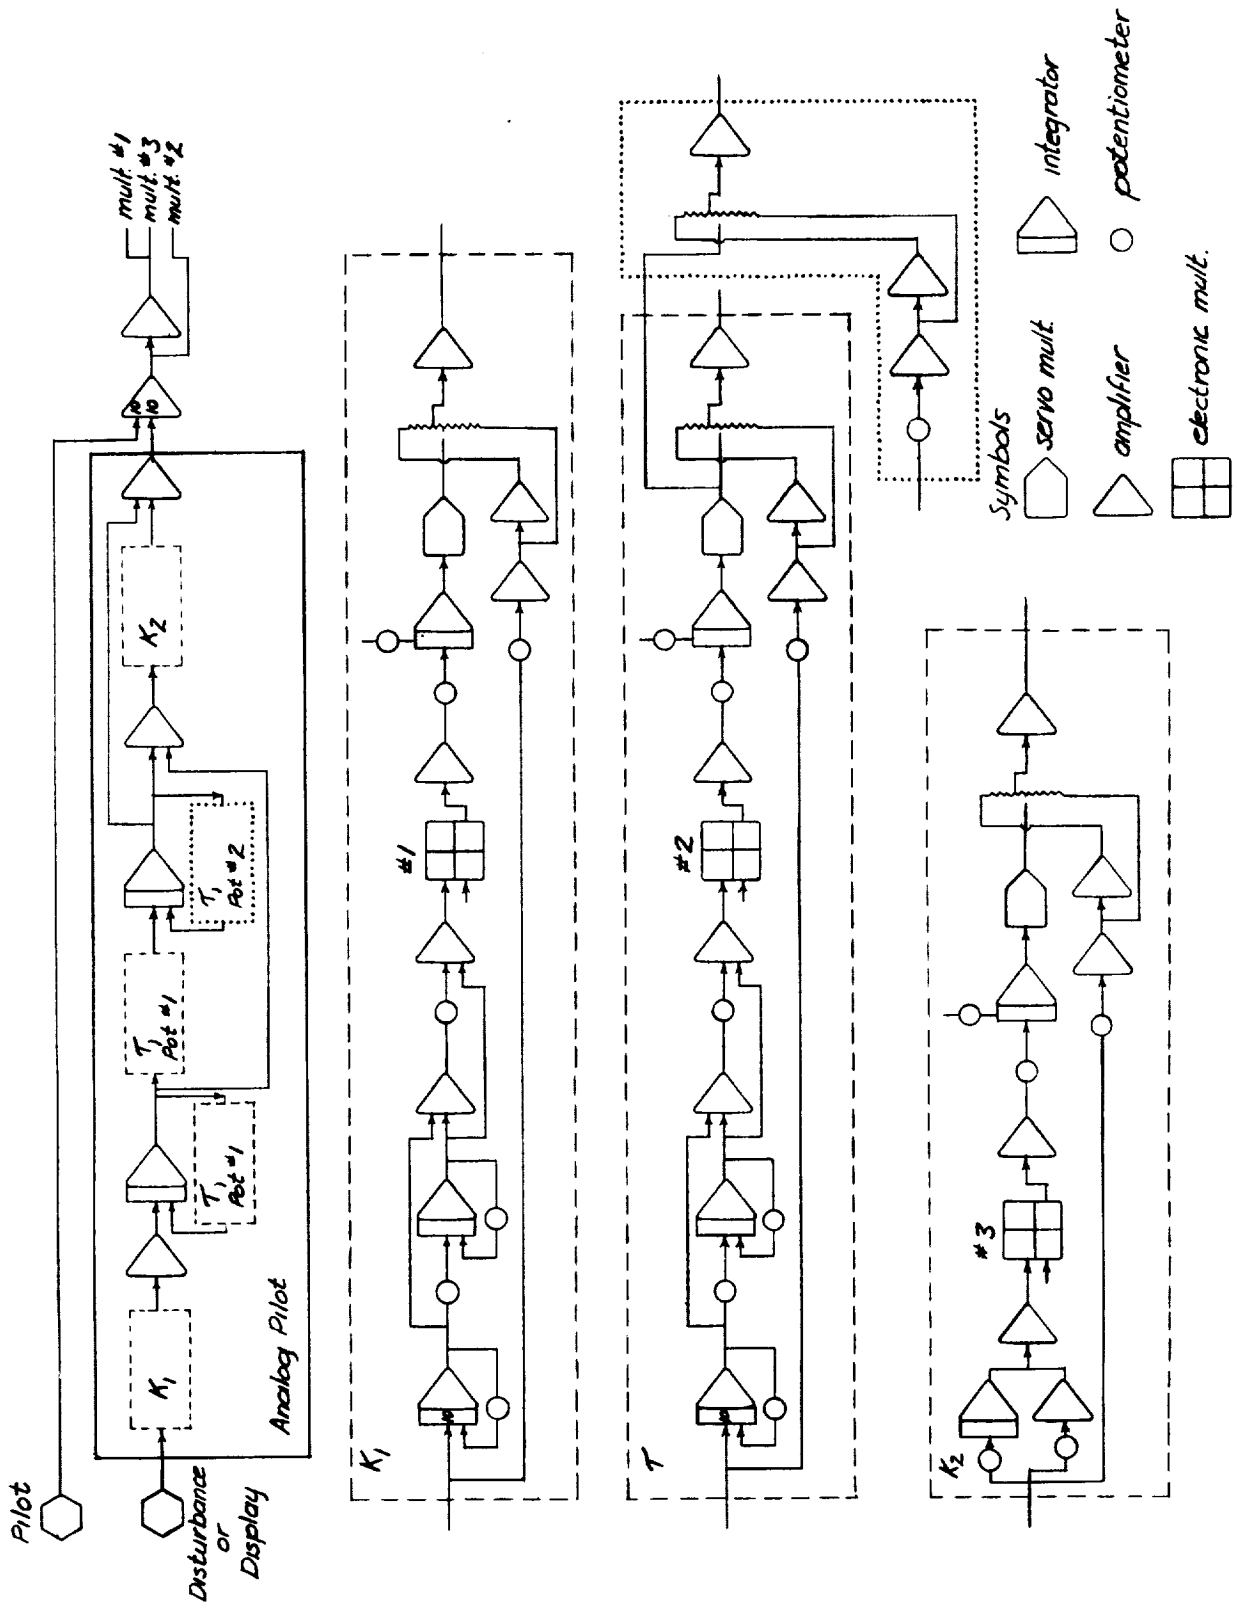 Pilot
Disturbance
or
Display
K1
T1
Pot #1
T1
Pot #1
T1
Pot #2
K2
10
10
mult. #1
mult. #3
mult. #2
Analog Pilot
K1
10
#1
T
10
#2
K2
#3
Symbols
servo mult.
integrator
amplifier
potentiometer
electronic mult.